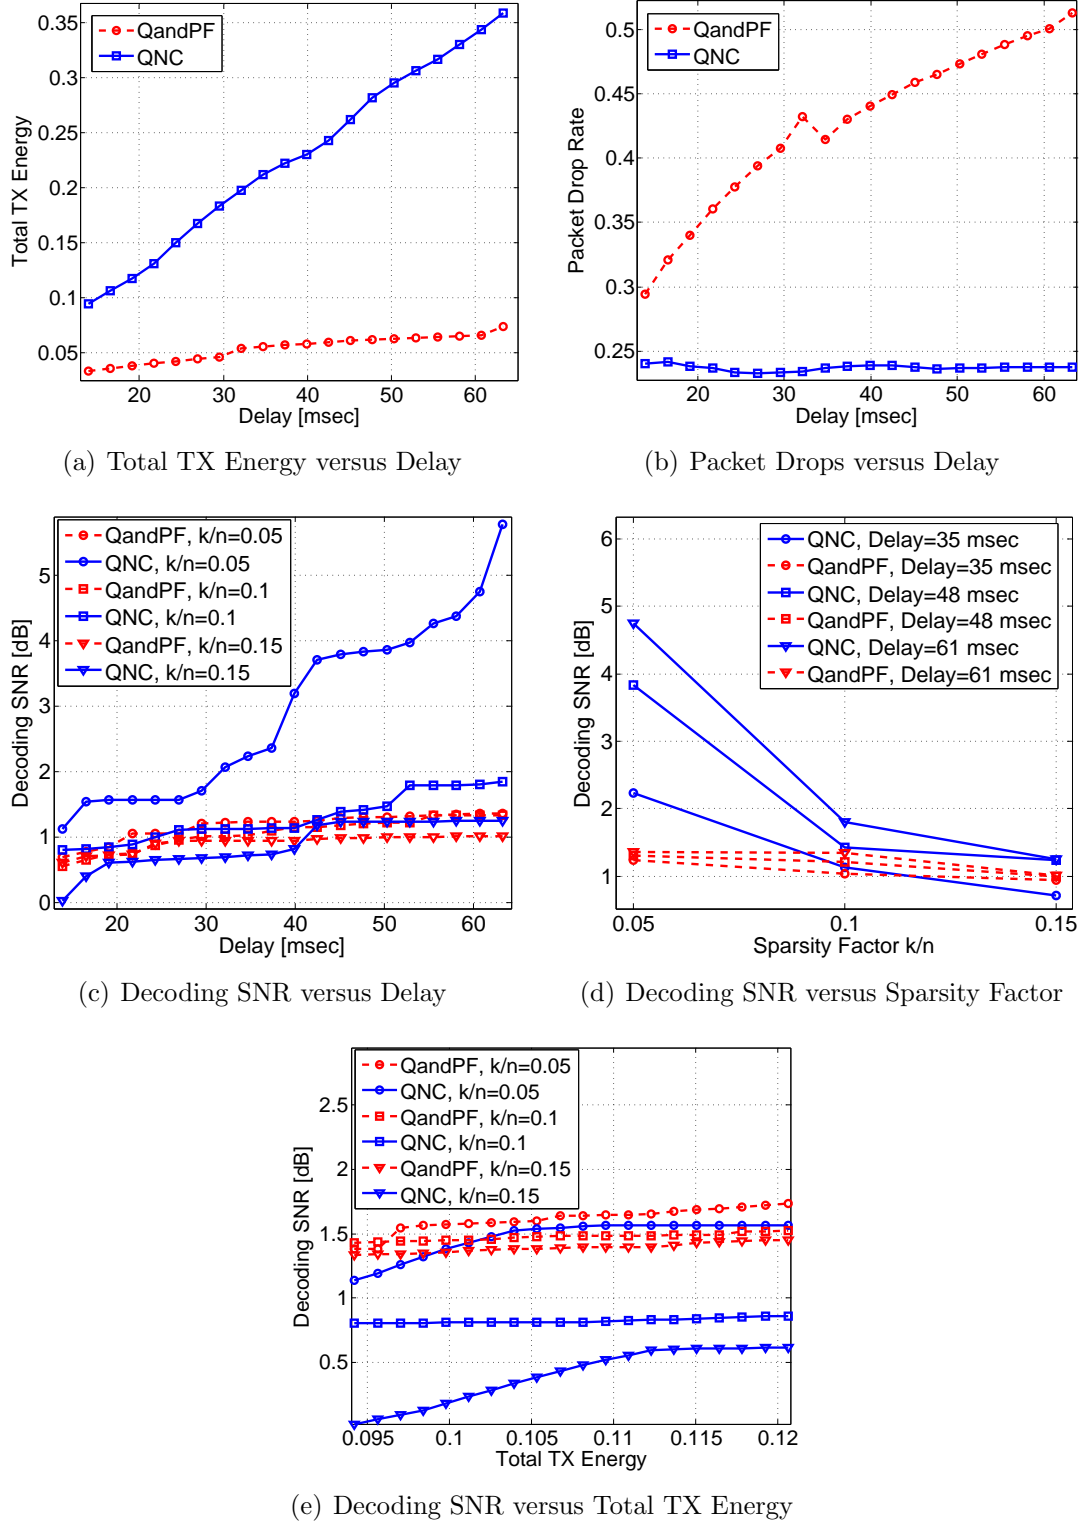 QandPF
QNC
0.35
0.3
0.25
0.2
0.15
0.1
0.05
Total TX Energy
20 30 40 50 60
Delay [msec]
(a) Total TX Energy versus Delay
QandPF
QNC
0.5
0.45
0.4
0.35
0.3
0.25
Packet Drop Rate
20 30 40 50 60
Delay [msec]
(b) Packet Drops versus Delay
QandPF, k/n=0.05
QNC, k/n=0.05
QandPF, k/n=0.1
QNC, k/n=0.1
QandPF, k/n=0.15
QNC, k/n=0.15
5
4
3
2
1
0
Decoding SNR [dB]
20 30 40 50 60
Delay [msec]
(c) Decoding SNR versus Delay
QNC, Delay=35 msec
QandPF, Delay=35 msec
QNC, Delay=48 msec
QandPF, Delay=48 msec
QNC, Delay=61 msec
QandPF, Delay=61 msec
6
5
4
3
2
1
Decoding SNR [dB]
0.05 0.1 0.15
Sparsity Factor k/n
(d) Decoding SNR versus Sparsity Factor
QandPF, k/n=0.05
QNC, k/n=0.05
QandPF, k/n=0.1
QNC, k/n=0.1
QandPF, k/n=0.15
QNC, k/n=0.15
2.5
2
1.5
1
0.5
Decoding SNR [dB]
0.095 0.1 0.105 0.11 0.115 0.12
Total TX Energy
(e) Decoding SNR versus Total TX Energy